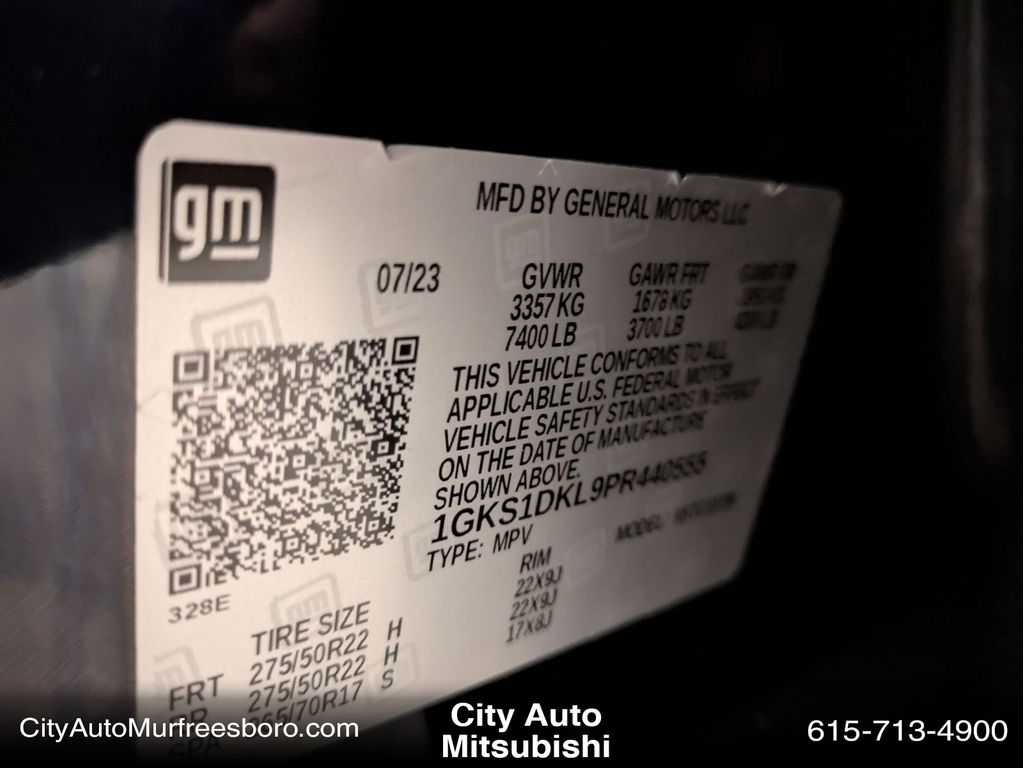 gm
MFD BY GENERAL MOTORS LLC
07/23 GVWR GAWR FRT
3357 KG 1678 KG
7400 LB 3700 LB
THIS VEHICLE CONFORMS TO ALL
APPLICABLE U.S. FEDERAL MOTOR
VEHICLE SAFETY STANDARDS IN EFFECT
ON THE DATE OF MANUFACTURE
SHOWN ABOVE.
1GKS1DKL9PR440555
TYPE: MPV MODEL:
328E
TIRE SIZE RIM
FRT 275/50R22 H 22X9J
275/50R22 H 22X9J
SPA 265/70R17 S 17X8J
CityAutoMurfreesboro.com
City Auto
Mitsubishi
615-713-4900